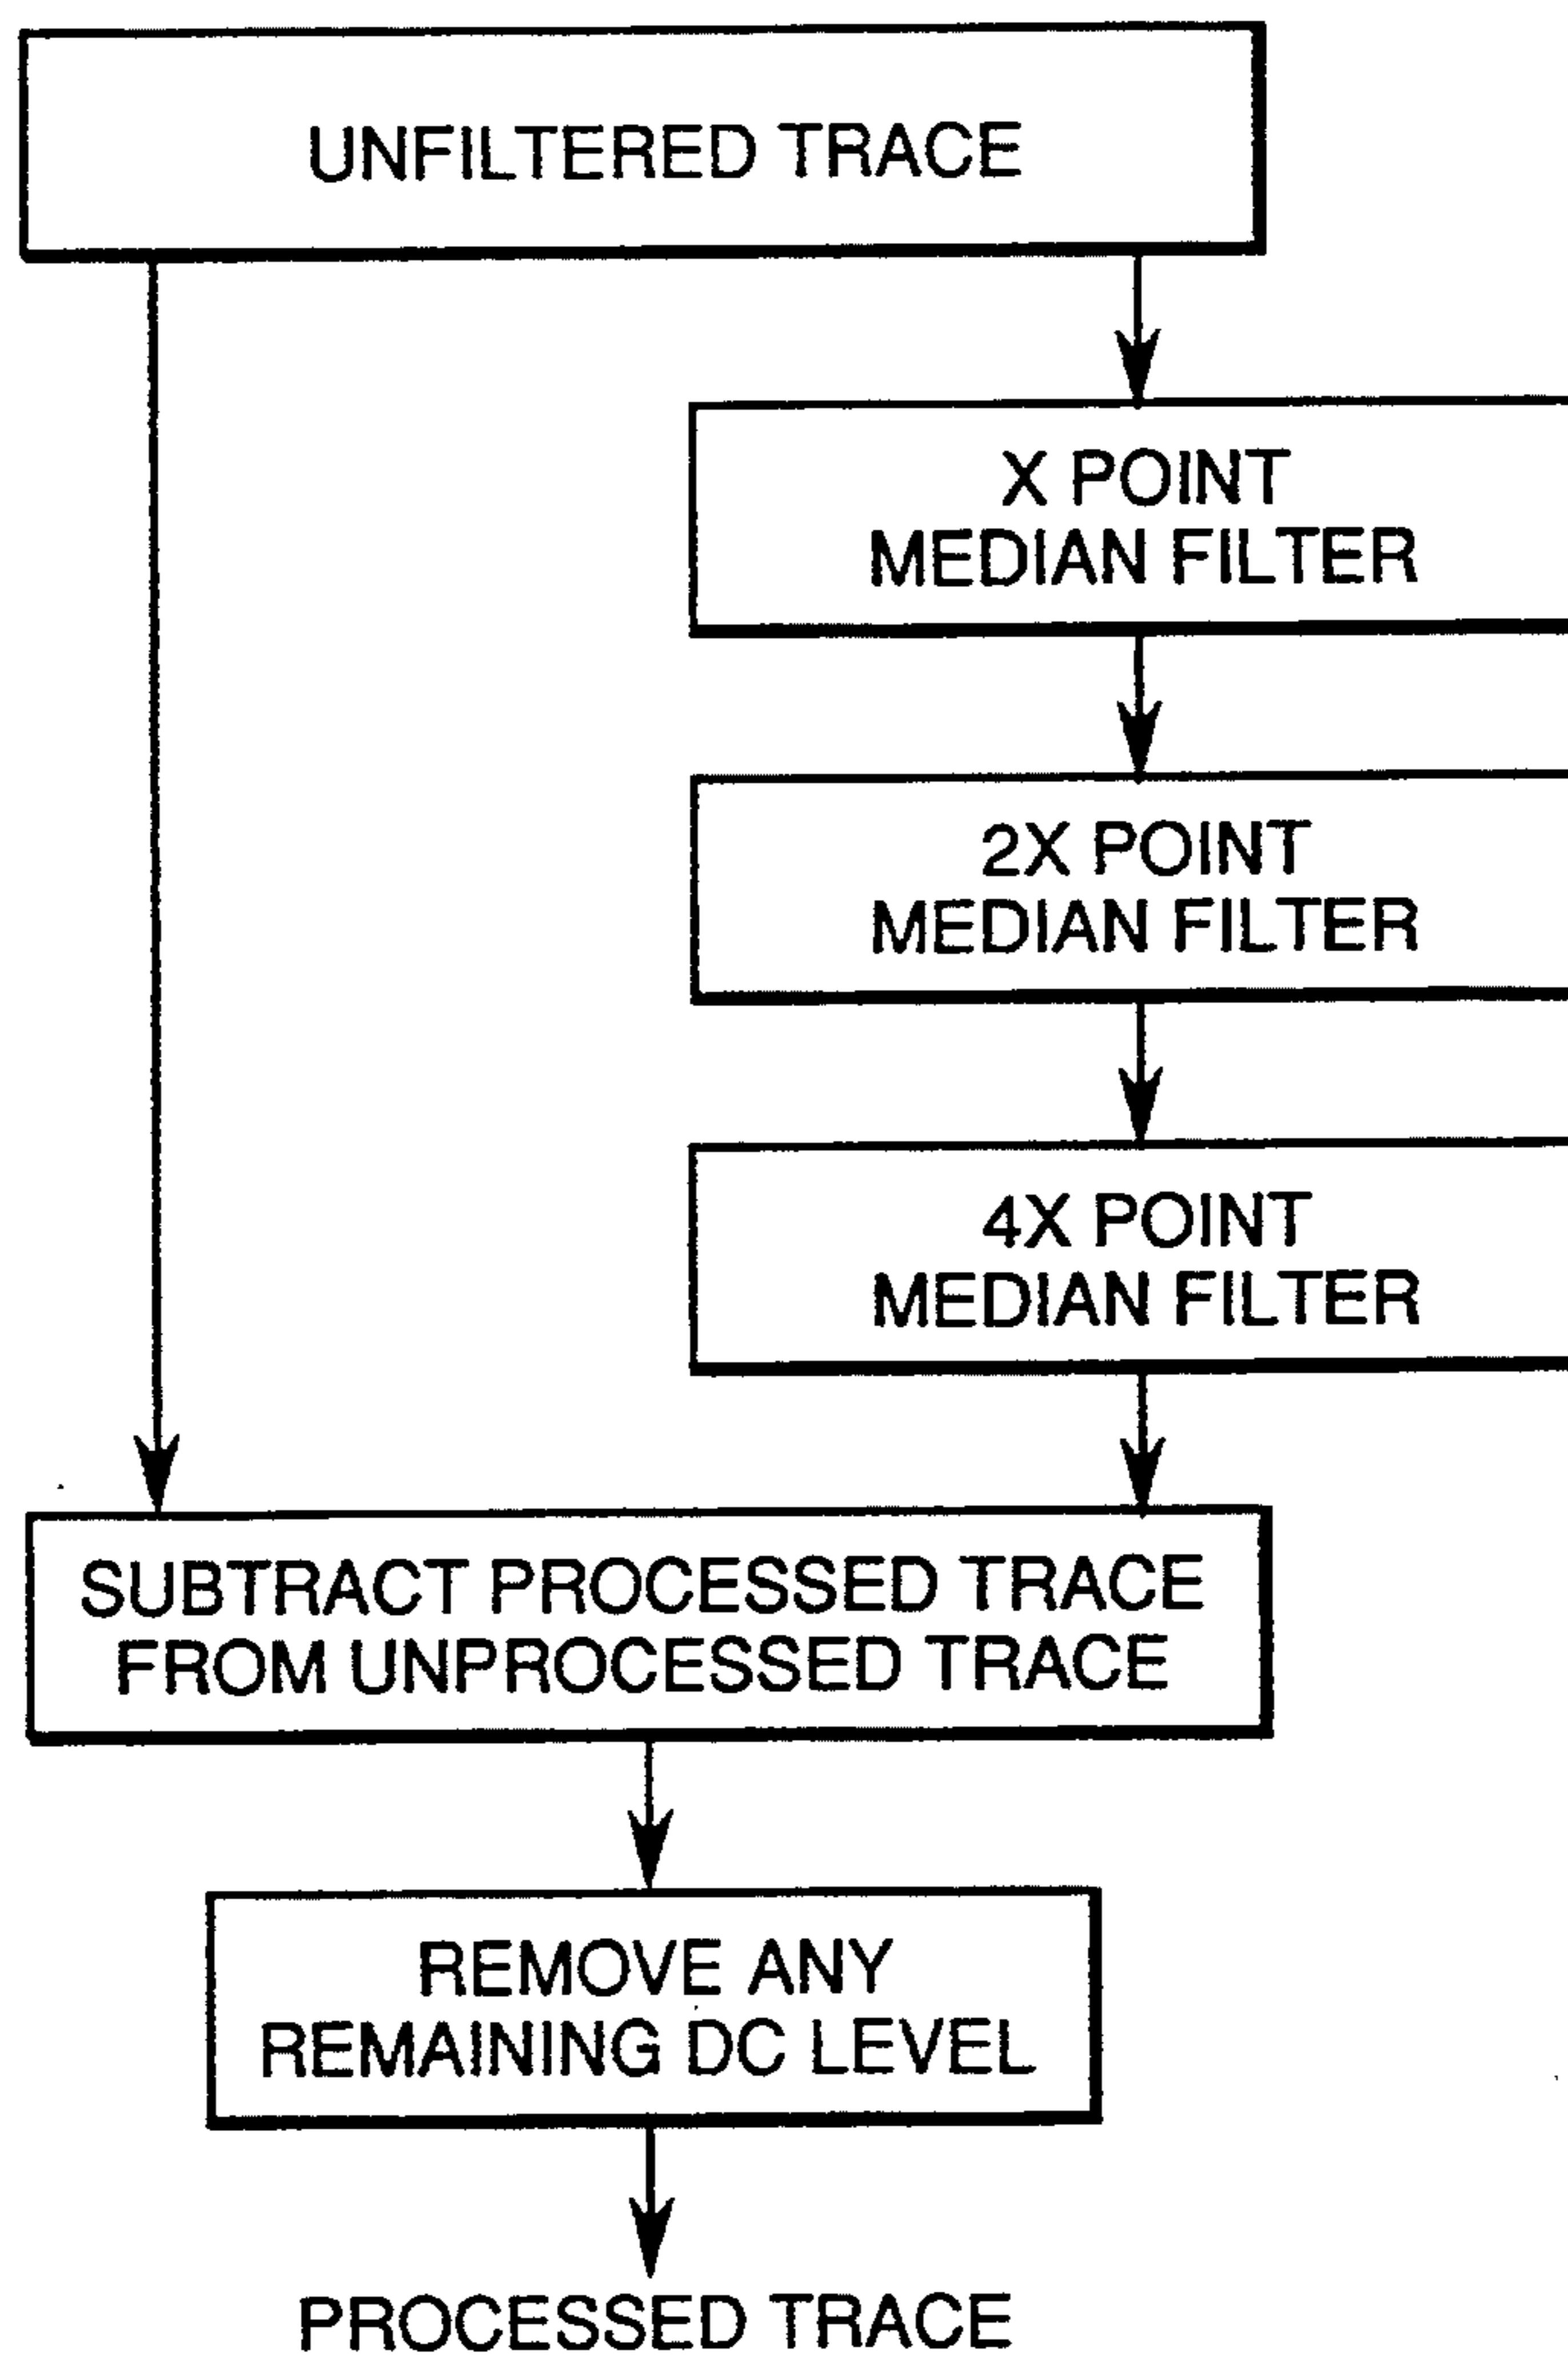 UNFILTERED TRACE
X POINT
MEDIAN FILTER
2X POINT
MEDIAN FILTER
4X POINT
MEDIAN FILTER
SUBTRACT PROCESSED TRACE
FROM UNPROCESSED TRACE
REMOVE ANY
REMAINING DC LEVEL
PROCESSED TRACE